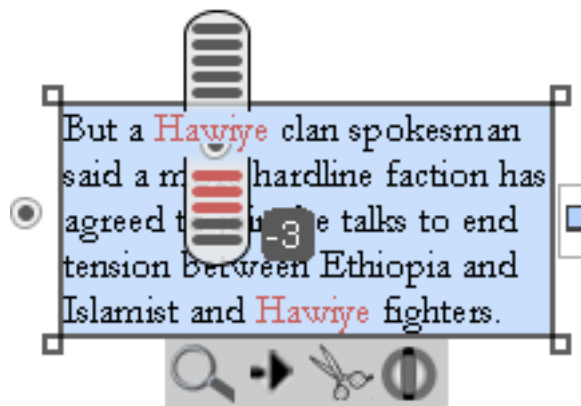 But a Hawiye clan spokesman
said a hardline faction has
agreed talks to end
tension between Ethiopia and
Islamist and Hawiye fighters.
-3